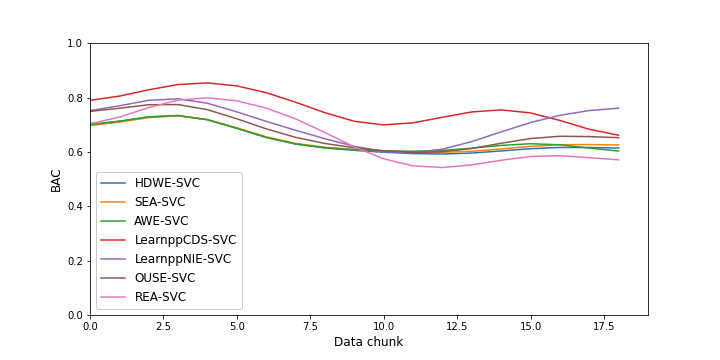 1.0
0.8
0.6
0.4
0.2
0.0
BAC
HDWE-SVC
SEA-SVC
AWE-SVC
LearnppCDS-SVC
LearnppNIE-SVC
OUSE-SVC
REA-SVC
0.0 2.5 5.0 7.5 10.0 12.5 15.0 17.5
Data chunk